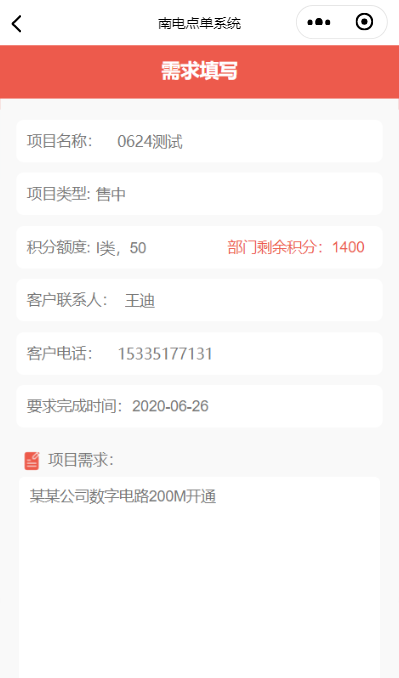 南电点单系统
需求填写
项目名称： 0624测试
项目类型: 售中
积分额度: I类，50 部门剩余积分：1400
客户联系人： 王迪
客户电话： 15335177131
要求完成时间：2020-06-26
项目需求：
某某公司数字电路200M开通